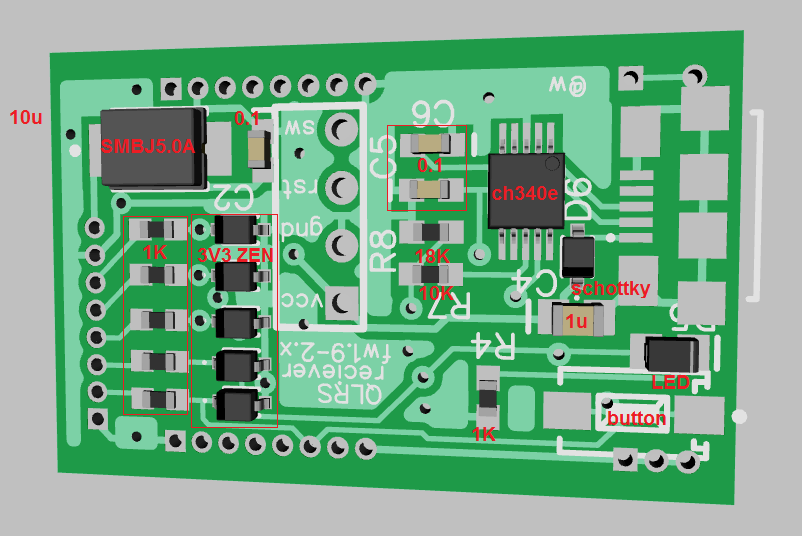 @w
C6
10u
0.1
SMBJ5.0A
sw
C5
0.1
rst
ch340e
C2
D6
gnd
1K
3V3 ZEN
R8
18K
10K
schottky
C4
vcc
R7
1u
fw1.9-2.x
reciever
QLRS
R4
LED
button
1K